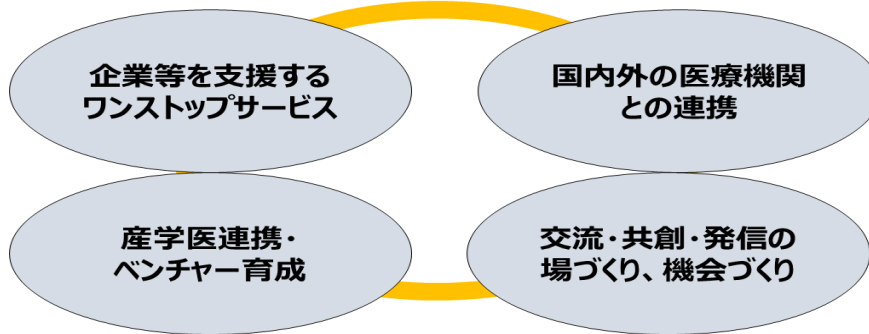 企業等を支援する
ワンストップサービス
国内外の医療機関
との連携
産学医連携・
ベンチャー育成
交流・共創・発信の
場づくり、機会づくり